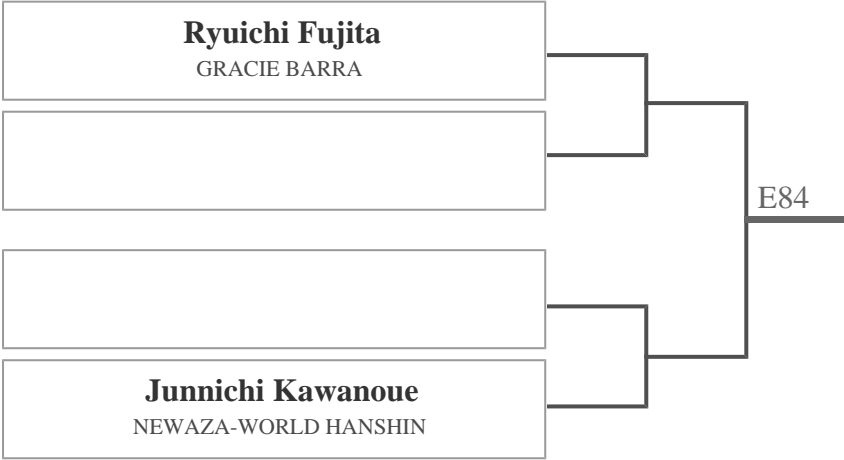 Ryuichi Fujita
GRACIE BARRA
E84
Junnichi Kawanoue
NEWAZA-WORLD HANSHIN